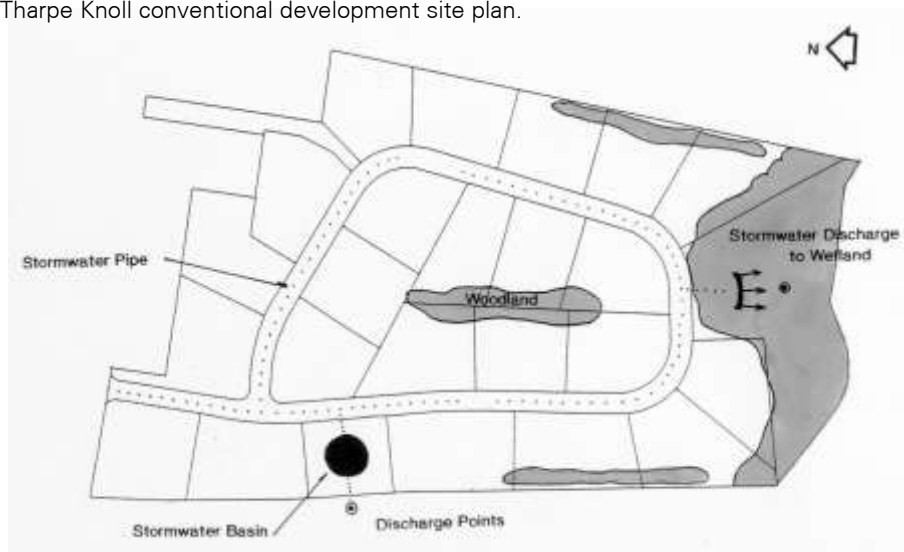 Tharpe Knoll conventional development site plan.
N
Stormwater Discharge
to Wetland
Stormwater Pipe
Woodland
Stormwater Basin
Discharge Points